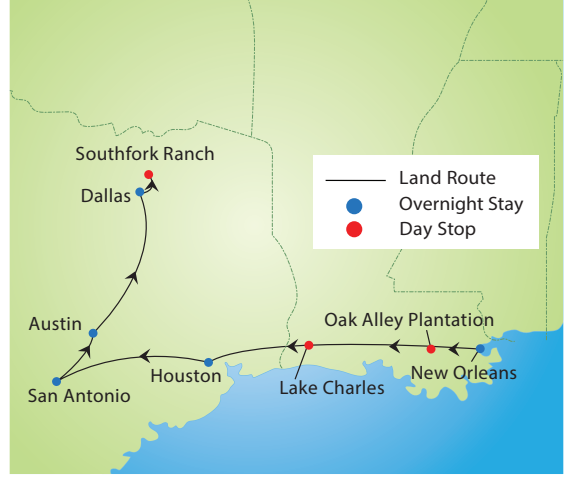 Southfork Ranch
Dallas
Land Route
Overnight Stay
Day Stop
Austin
Oak Alley Plantation
San Antonio
Houston
Lake Charles
New Orleans